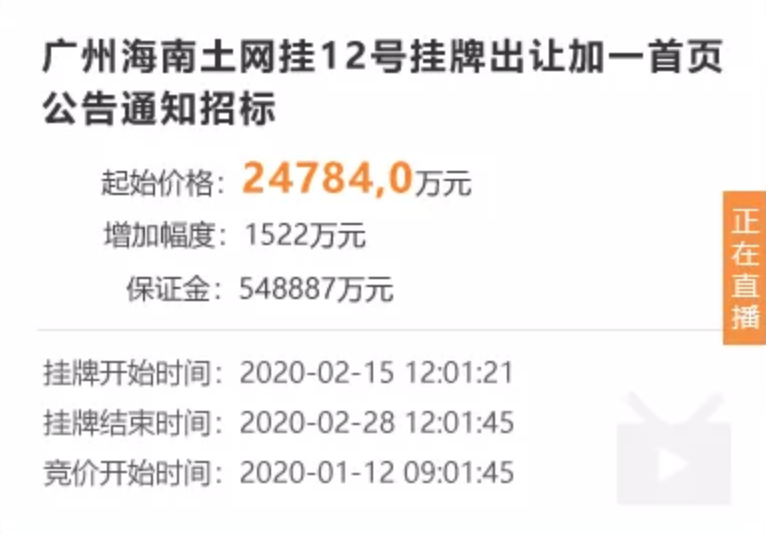 广州海南土网挂12号挂牌出让加一首页
公告通知招标
起始价格：24784,0万元
增加幅度：1522万元
保证金：548887万元
正在直播
挂牌开始时间：2020-02-15 12:01:21
挂牌结束时间：2020-02-28 12:01:45
竞价开始时间：2020-01-12 09:01:45